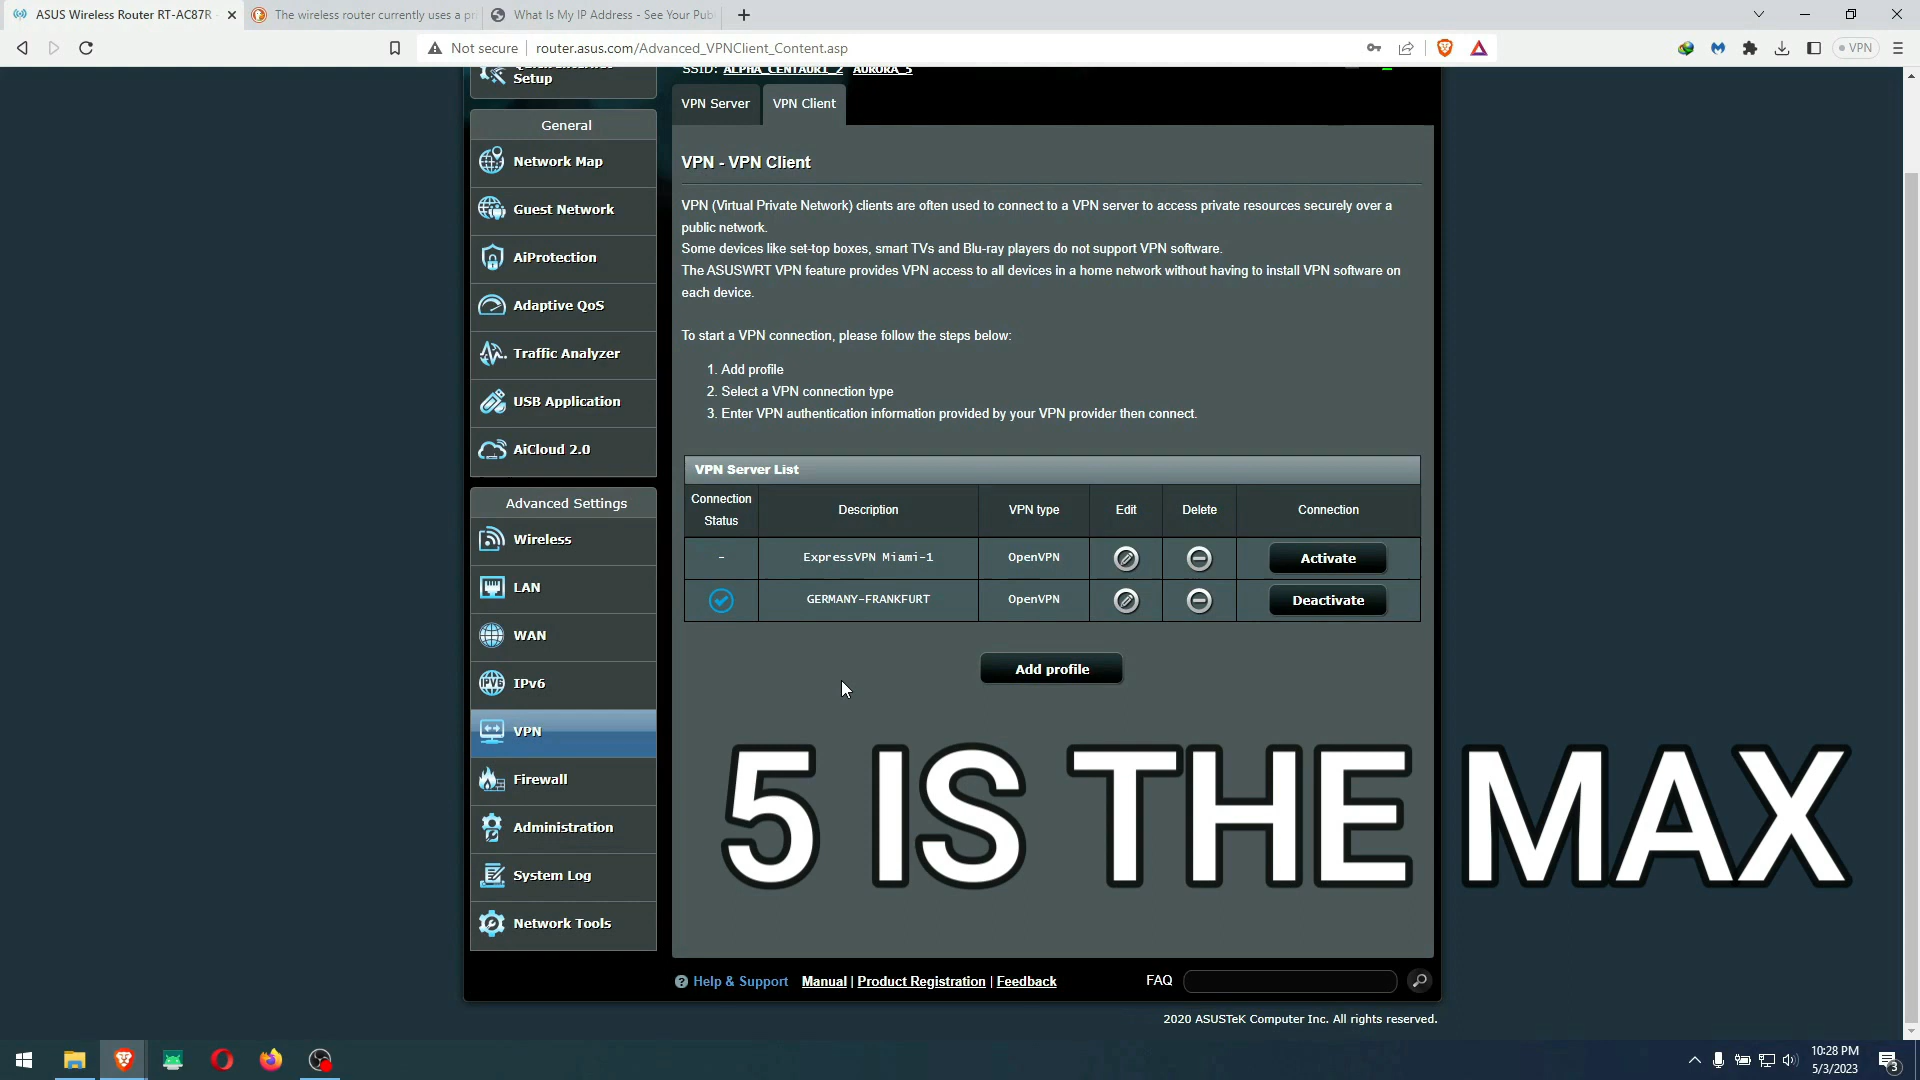 ASUS Wireless Router RT-AC87R
The wireless router currently uses a pr
What Is My IP Address - See Your Pub
Not secure
router.asus.com/Advanced_VPNClient_Content.asp
VPN
Setup
SSID: ALPHA_CENTAURI_2 AURORA_5
VPN Server
VPN Client
General
Network Map
Guest Network
AiProtection
Adaptive QoS
Traffic Analyzer
USB Application
AiCloud 2.0
Advanced Settings
Wireless
LAN
WAN
IPv6
VPN
Firewall
Administration
System Log
Network Tools
VPN - VPN Client
VPN (Virtual Private Network) clients are often used to connect to a VPN server to access private resources securely over a
public network.
Some devices like set-top boxes, smart TVs and Blu-ray players do not support VPN software.
The ASUSWRT VPN feature provides VPN access to all devices in a home network without having to install VPN software on
each device.
To start a VPN connection, please follow the steps below:
1. Add profile
2. Select a VPN connection type
3. Enter VPN authentication information provided by your VPN provider then connect.
VPN Server List
Connection Status Description VPN type Edit Delete Connection
- ExpressVPN Miami-1 OpenVPN Activate
GERMANY-FRANKFURT OpenVPN Deactivate
Add profile
5 IS THE MAX
Help & Support Manual | Product Registration | Feedback FAQ
2020 ASUSTeK Computer Inc. All rights reserved.
10:28 PM
5/3/2023
3